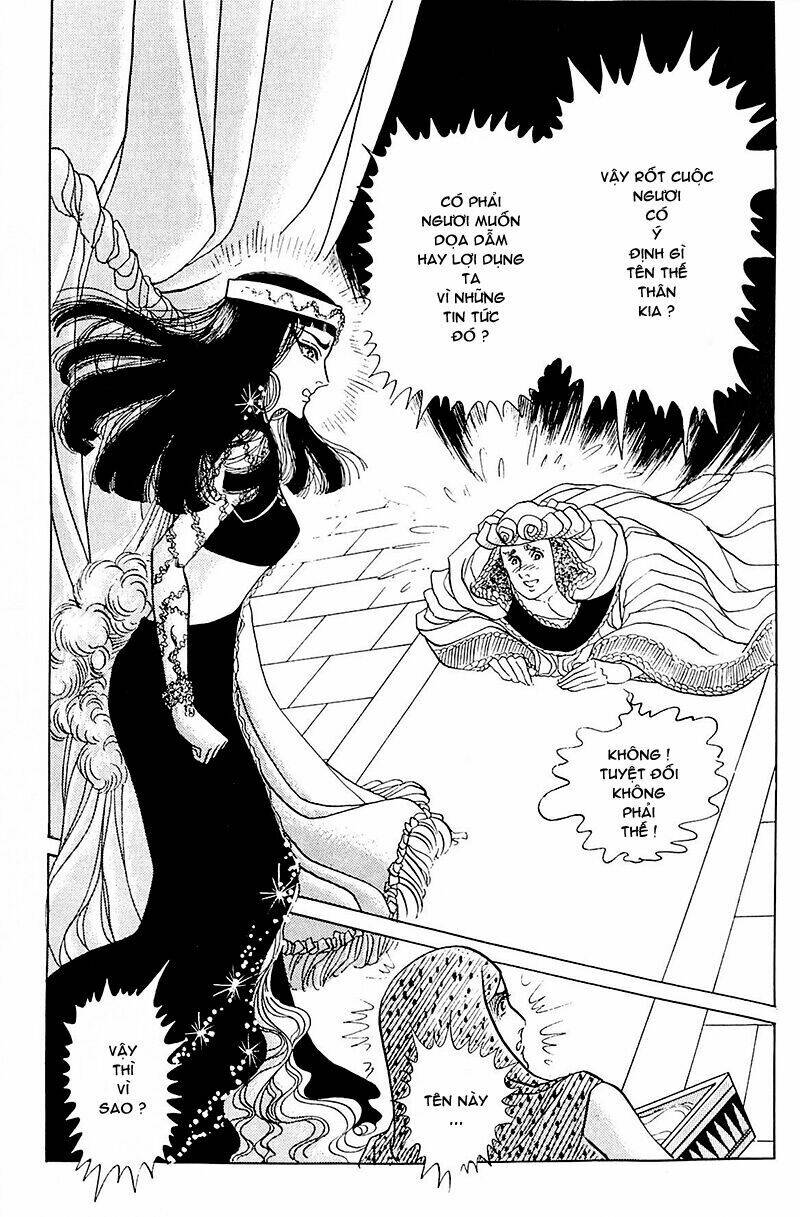 VẬY RỐT CUỘC
NGƯƠI
CÓ
Ý
ĐỊNH GÌ
TÊN THẾ
THÂN
KIA ?
CÓ PHẢI
NGƯƠI MUỐN
DỌA DẪM
HAY LỢI DỤNG
TA
VÌ NHỮNG
TIN TỨC
ĐÓ ?
KHÔNG !
TUYỆT ĐỐI
KHÔNG
PHẢI
THẾ !
TÊN NÀY
...
VẬY
THÌ
VÌ
SAO ?